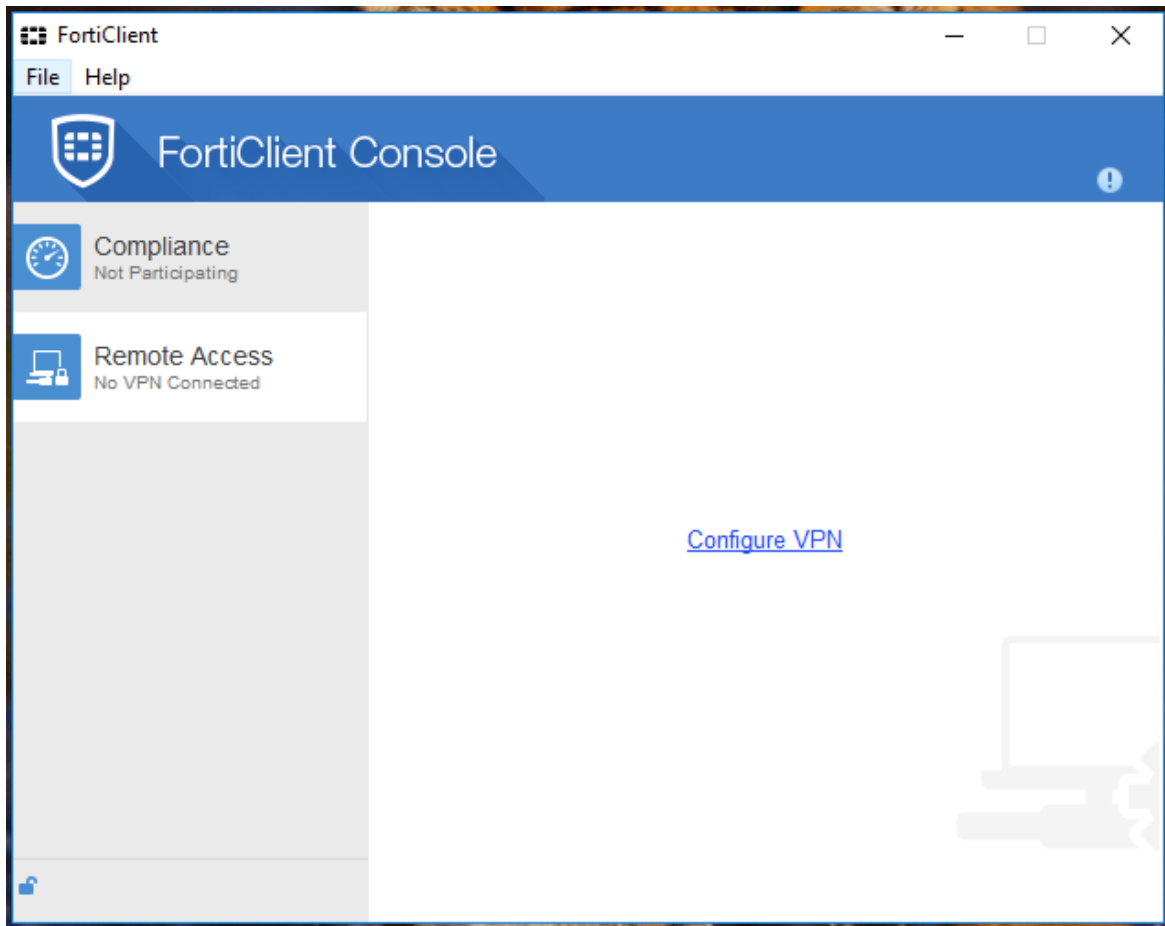 FortiClient
File Help
FortiClient Console
Compliance
Not Participating
Remote Access
No VPN Connected
Configure VPN